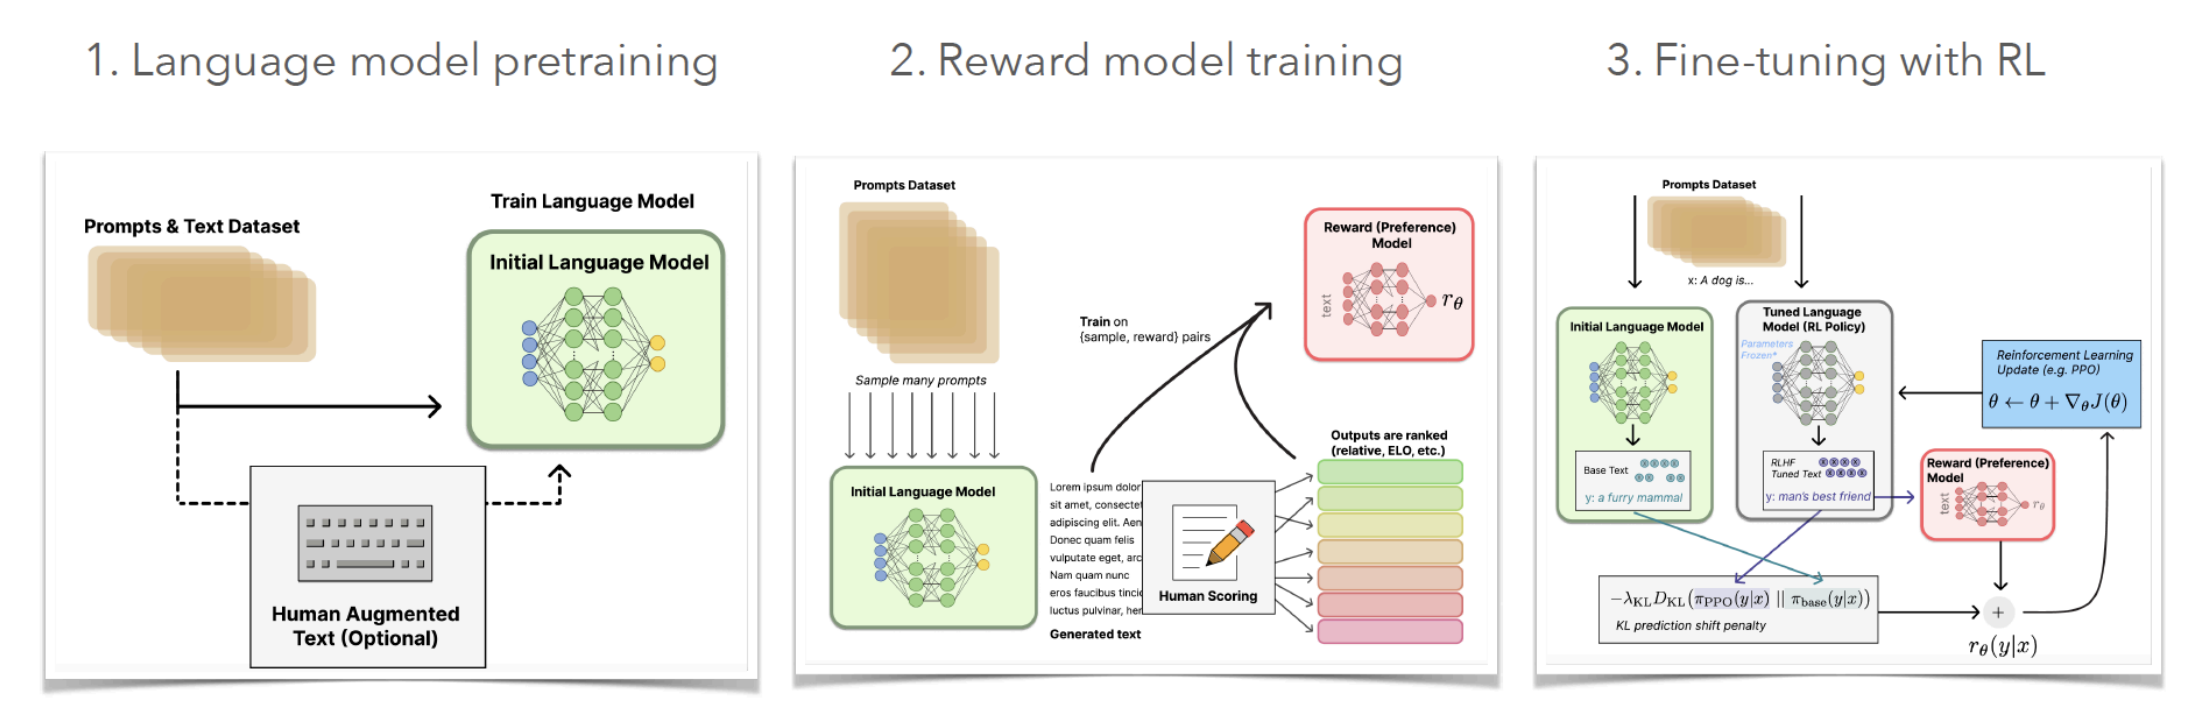 1. Language model pretraining
Prompts & Text Dataset
Train Language Model
Initial Language Model
Human Augmented
Text (Optional)
2. Reward model training
Prompts Dataset
Sample many prompts
Initial Language Model
Train on
{sample, reward} pairs
Reward (Preference)
Model
text
rθ
Outputs are ranked
(relative, ELO, etc.)
Lorem ipsum dolor
sit amet, consectet
adipiscing elit. Aen
Donec quam felis
vulputate eget, arc
Nam quam nunc
eros faucibus tincid
luctus pulvinar, her
Generated text
Human Scoring
3. Fine-tuning with RL
Prompts Dataset
x: A dog is...
Initial Language Model
Base Text
y: a furry mammal
Tuned Language
Model (RL Policy)
Parameters
Frozen*
RLHF
Tuned Text
y: man's best friend
Reinforcement Learning
Update (e.g. PPO)
θ ← θ + ∇θJ(θ)
Reward (Preference)
Model
text
rθ
−λKL DKL(πPPO(y|x) || πbase(y|x))
KL prediction shift penalty
+
rθ(y|x)